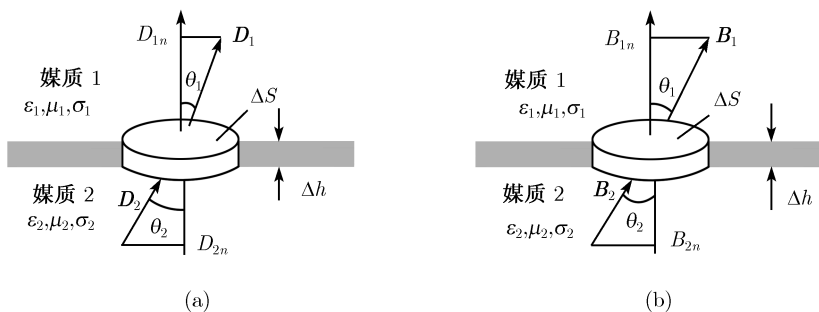 D₁ₙ D₁
θ₁
媒质 1
ε₁,μ₁,σ₁
ΔS
媒质 2
ε₂,μ₂,σ₂
D₂
θ₂
D₂ₙ
Δh
(a)
B₁ₙ B₁
θ₁
媒质 1
ε₁,μ₁,σ₁
ΔS
媒质 2
ε₂,μ₂,σ₂
B₂
θ₂
B₂ₙ
Δh
(b)